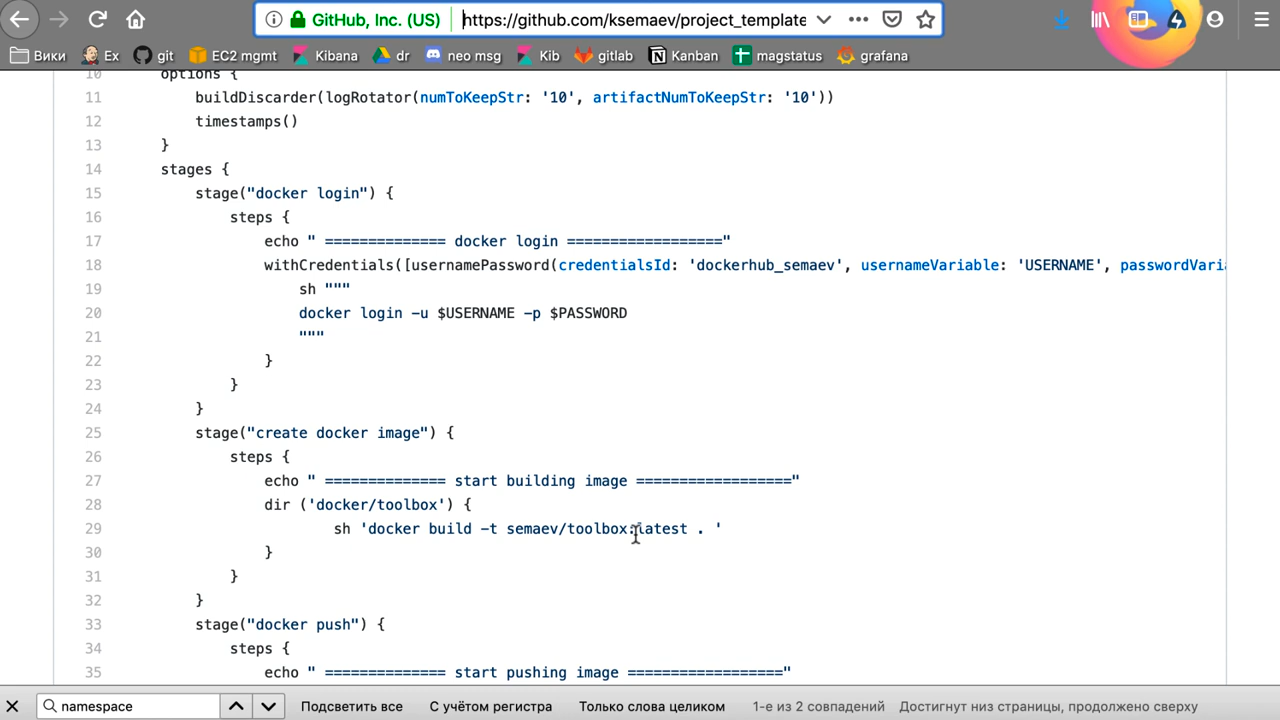 GitHub, Inc. (US) https://github.com/ksemaev/project_template
Вики Ex git EC2 mgmt Kibana dr neo msg Kib gitlab Kanban magstatus grafana
10 options {
11 buildDiscarder(logRotator(numToKeepStr: '10', artifactNumToKeepStr: '10'))
12 timestamps()
13 }
14 stages {
15 stage("docker login") {
16 steps {
17 echo " ============== docker login =================="
18 withCredentials([usernamePassword(credentialsId: 'dockerhub_semaev', usernameVariable: 'USERNAME', passwordVaria
19 sh """
20 docker login -u $USERNAME -p $PASSWORD
21 """
22 }
23 }
24 }
25 stage("create docker image") {
26 steps {
27 echo " ============== start building image =================="
28 dir ('docker/toolbox') {
29 sh 'docker build -t semaev/toolbox:latest . '
30 }
31 }
32 }
33 stage("docker push") {
34 steps {
35 echo " ============== start pushing image =================="
namespace Подсветить все С учётом регистра Только слова целиком 1-е из 2 совпадений Достигнут низ страницы, продолжено сверху